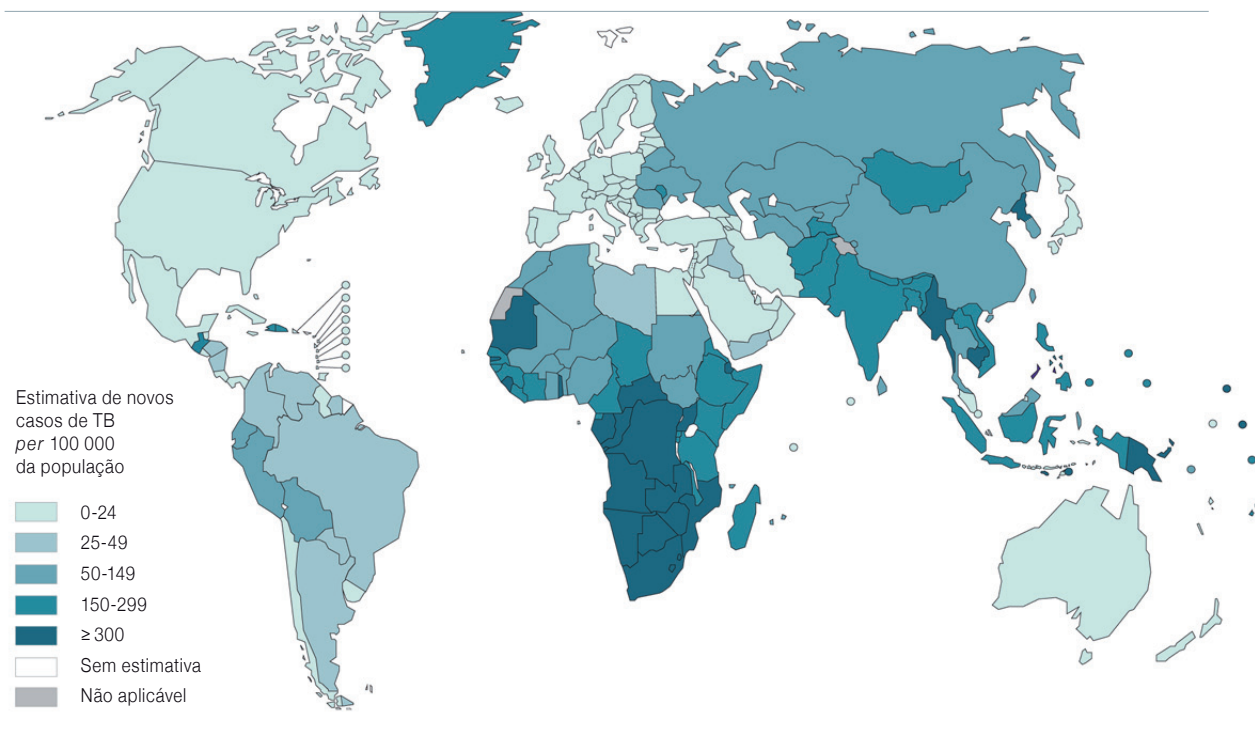 Estimativa de novos
casos de TB
per 100 000
da população
0-24
25-49
50-149
150-299
≥ 300
Sem estimativa
Não aplicável